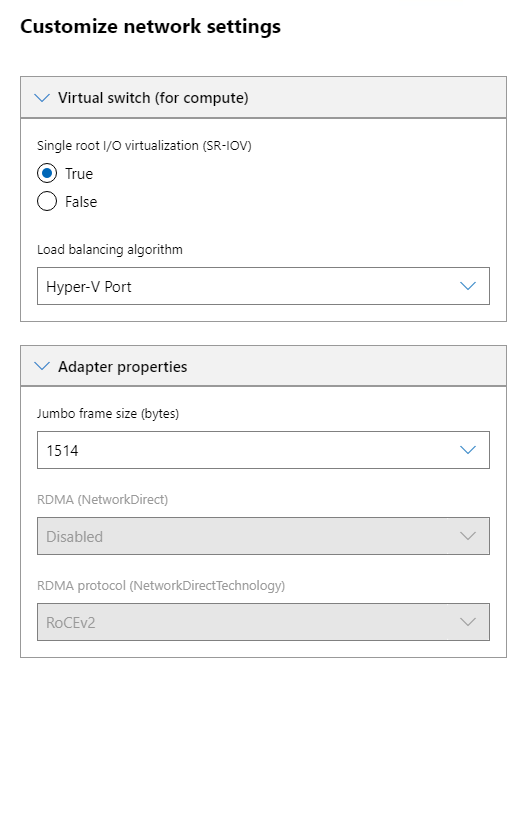 Customize network settings
Virtual switch (for compute)
Single root I/O virtualization (SR-IOV)
True
False
Load balancing algorithm
Hyper-V Port
Adapter properties
Jumbo frame size (bytes)
1514
RDMA (NetworkDirect)
Disabled
RDMA protocol (NetworkDirectTechnology)
RoCEv2